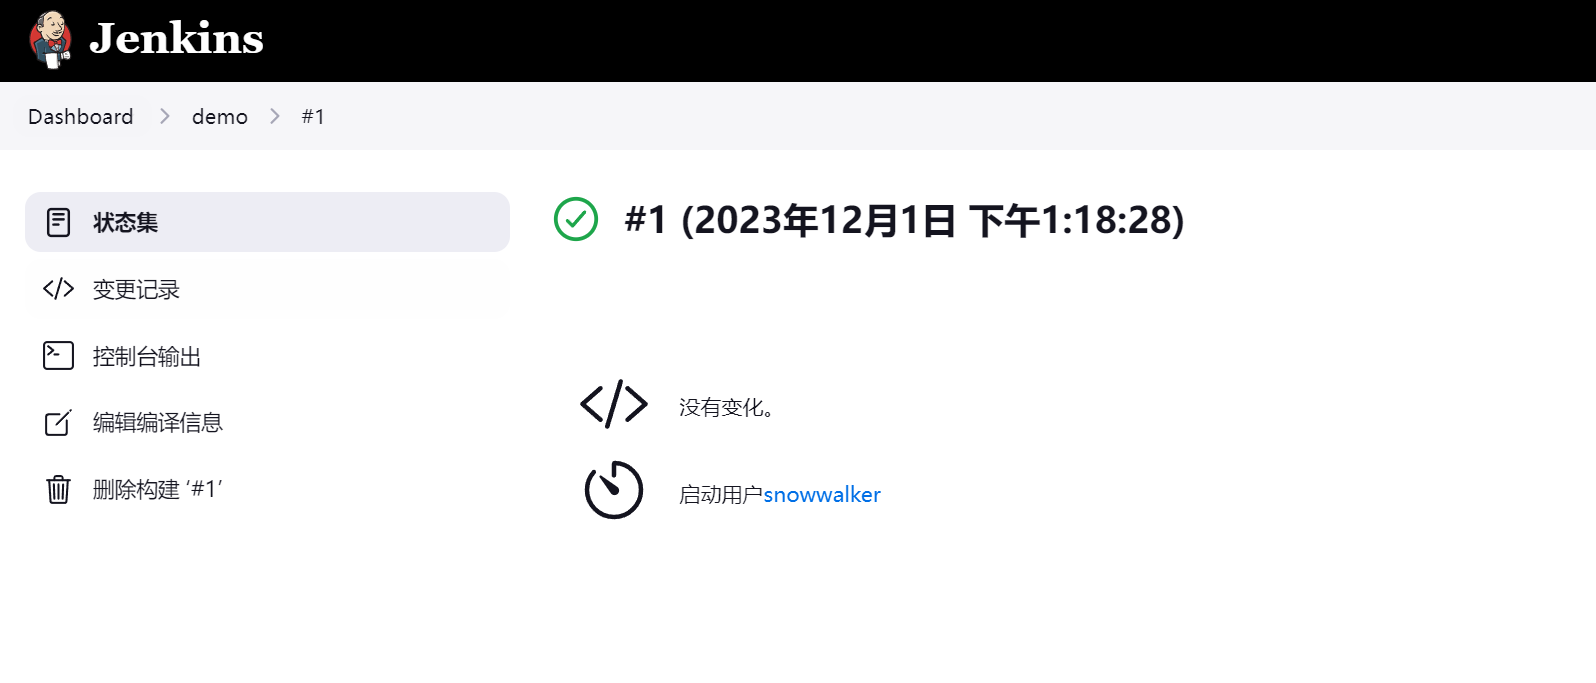 Jenkins
Dashboard > demo > #1
状态集
#1 (2023年12月1日 下午1:18:28)
变更记录
控制台输出
编辑编译信息
删除构建 ‘#1’
没有变化。
启动用户snowwalker